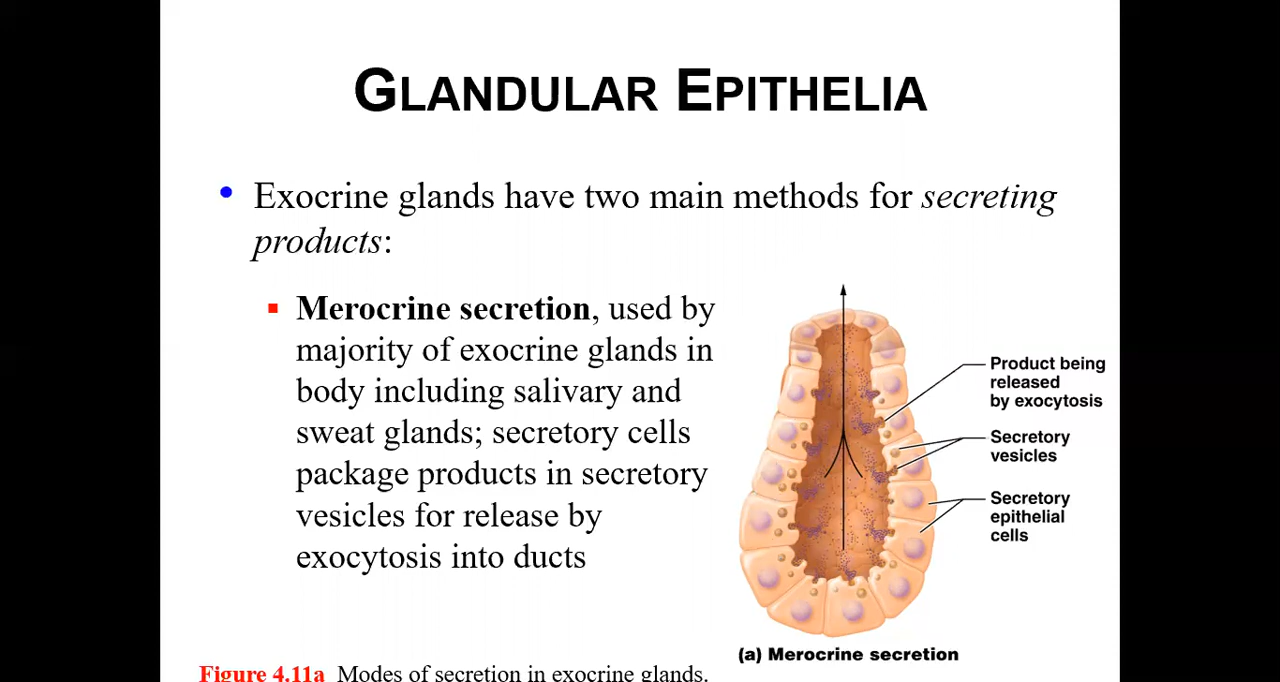 GLANDULAR EPITHELIA
• Exocrine glands have two main methods for secreting
products:
▪ Merocrine secretion, used by
majority of exocrine glands in
body including salivary and
sweat glands; secretory cells
package products in secretory
vesicles for release by
exocytosis into ducts
Product being
released
by exocytosis
Secretory
vesicles
Secretory
epithelial
cells
(a) Merocrine secretion
Figure 4.11a Modes of secretion in exocrine glands.